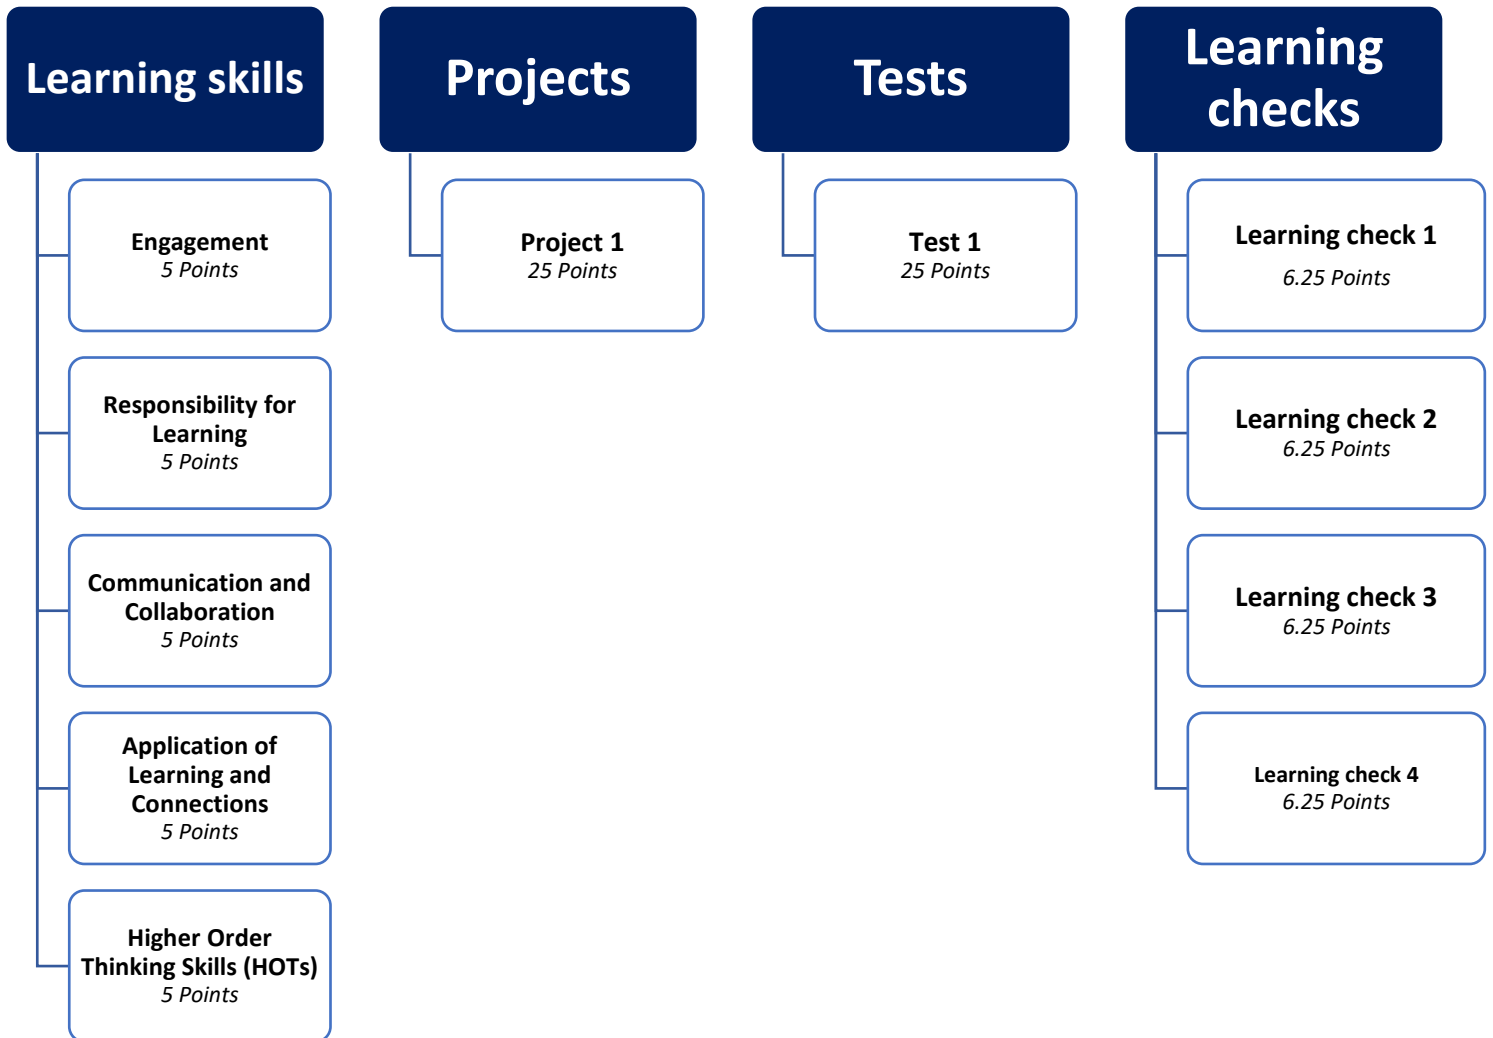 Learning skills
Engagement
5 Points
Responsibility for
Learning
5 Points
Communication and
Collaboration
5 Points
Application of
Learning and
Connections
5 Points
Higher Order
Thinking Skills (HOTs)
5 Points
Projects
Project 1
25 Points
Tests
Test 1
25 Points
Learning
checks
Learning check 1
6.25 Points
Learning check 2
6.25 Points
Learning check 3
6.25 Points
Learning check 4
6.25 Points